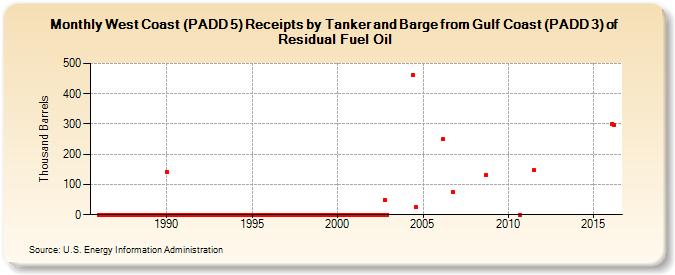 Monthly West Coast (PADD 5) Receipts by Tanker and Barge from Gulf Coast (PADD 3) of
Residual Fuel Oil
Thousand Barrels
500
400
300
200
100
0
1990 1995 2000 2005 2010 2015
Source: U.S. Energy Information Administration